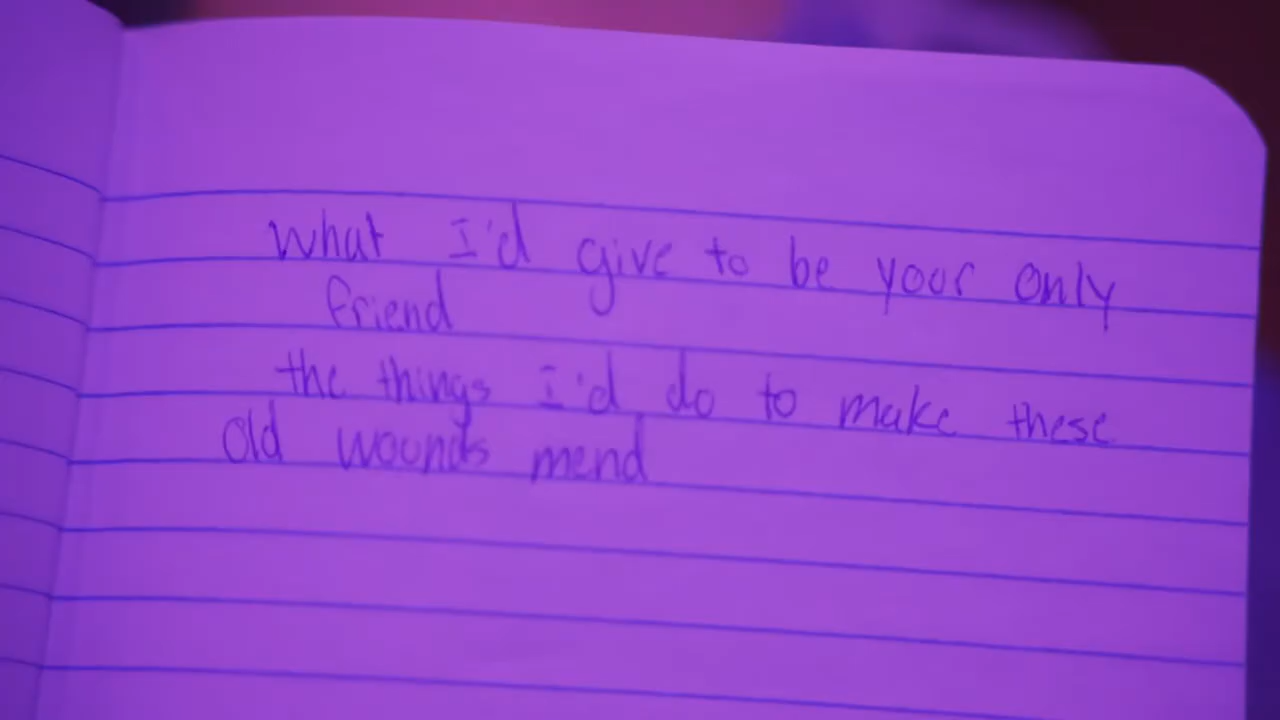 What I'd give to be your only
friend
the things I'd do to make these
old wounds mend